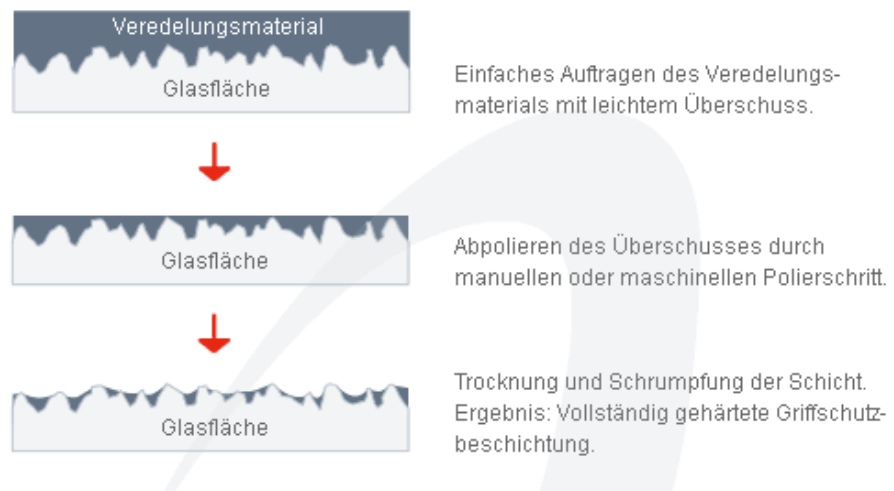 Veredelungsmaterial
Glasfläche
Einfaches Auftragen des Veredelungs-
materials mit leichtem Überschuss.
Glasfläche
Abpolieren des Überschusses durch
manuellen oder maschinellen Polierschritt.
Glasfläche
Trocknung und Schrumpfung der Schicht.
Ergebnis: Vollständig gehärtete Griffschutz-
beschichtung.